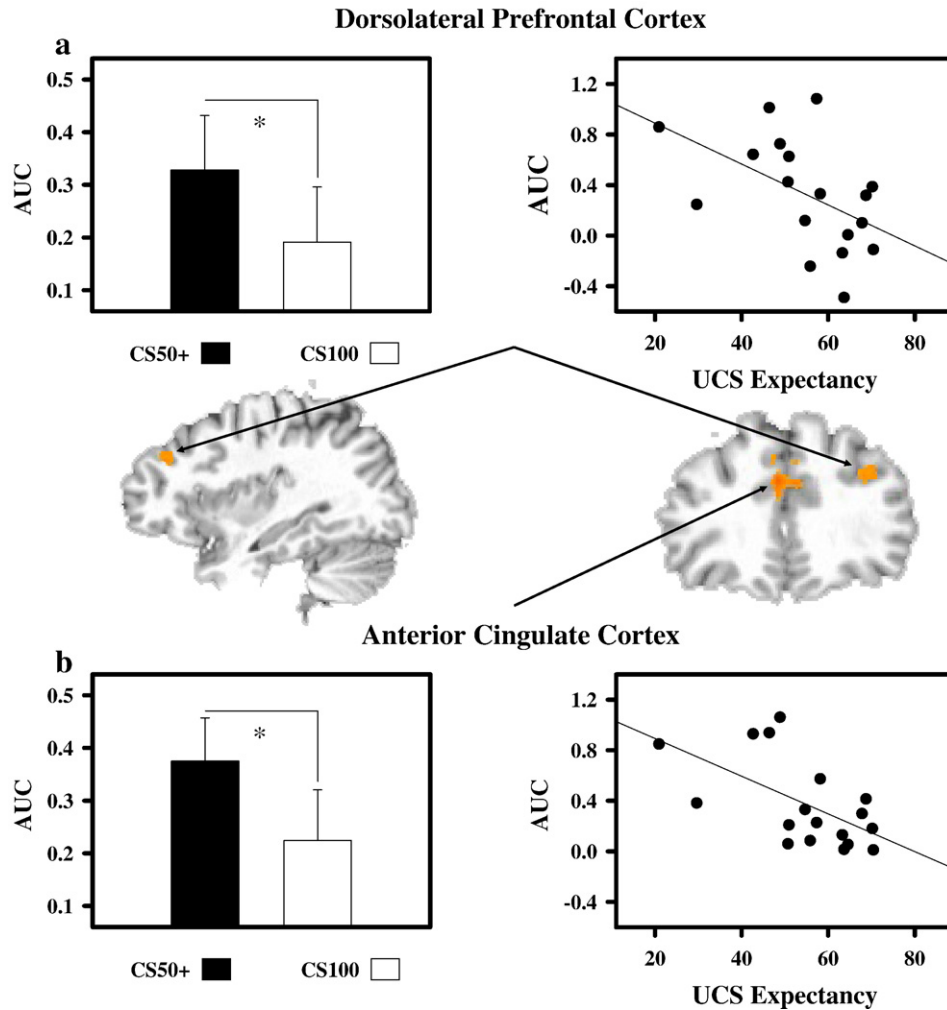 Dorsolateral Prefrontal Cortex
a
0.5
0.4
0.3
0.2
0.1
AUC
*
CS50+ CS100
1.2
0.8
0.4
0.0
-0.4
AUC
20 40 60 80
UCS Expectancy
Anterior Cingulate Cortex
b
0.5
0.4
0.3
0.2
0.1
AUC
*
CS50+ CS100
1.2
0.8
0.4
0.0
-0.4
AUC
20 40 60 80
UCS Expectancy